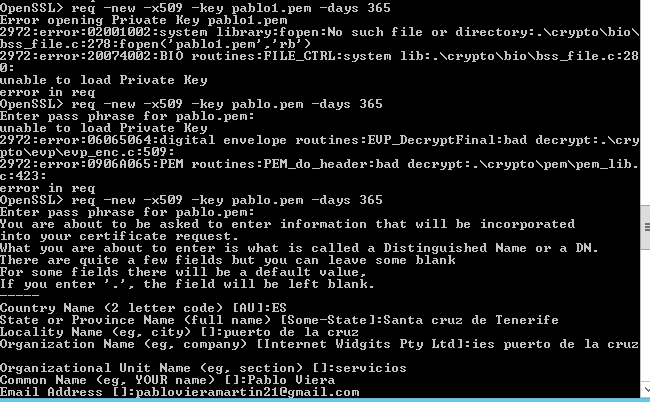 OpenSSL> req -new -x509 -key pablo1.pem -days 365
Error opening Private Key pablo1.pem
2972:error:02001002:system library:fopen:No such file or directory:.\crypto\bio\
bss_file.c:278:fopen('pablo1.pem','rb')
2972:error:20074002:BIO routines:FILE_CTRL:system lib:.\crypto\bio\bss_file.c:28
0:
unable to load Private Key
error in req
OpenSSL> req -new -x509 -key pablo.pem -days 365
Enter pass phrase for pablo.pem:
unable to load Private Key
2972:error:06065064:digital envelope routines:EVP_DecryptFinal:bad decrypt:.\cry
pto\evp\evp_enc.c:509:
2972:error:0906A065:PEM routines:PEM_do_header:bad decrypt:.\crypto\pem\pem_lib.
c:423:
error in req
OpenSSL> req -new -x509 -key pablo.pem -days 365
Enter pass phrase for pablo.pem:
You are about to be asked to enter information that will be incorporated
into your certificate request.
What you are about to enter is what is called a Distinguished Name or a DN.
There are quite a few fields but you can leave some blank
For some fields there will be a default value,
If you enter '.', the field will be left blank.
-----
Country Name (2 letter code) [AU]:ES
State or Province Name (full name) [Some-State]:Santa cruz de Tenerife
Locality Name (eg, city) []:puerto de la cruz
Organization Name (eg, company) [Internet Widgits Pty Ltd]:ies puerto de la cruz
Organizational Unit Name (eg, section) []:servicios
Common Name (eg, YOUR name) []:Pablo Viera
Email Address []:pablovieramartin21@gmail.com